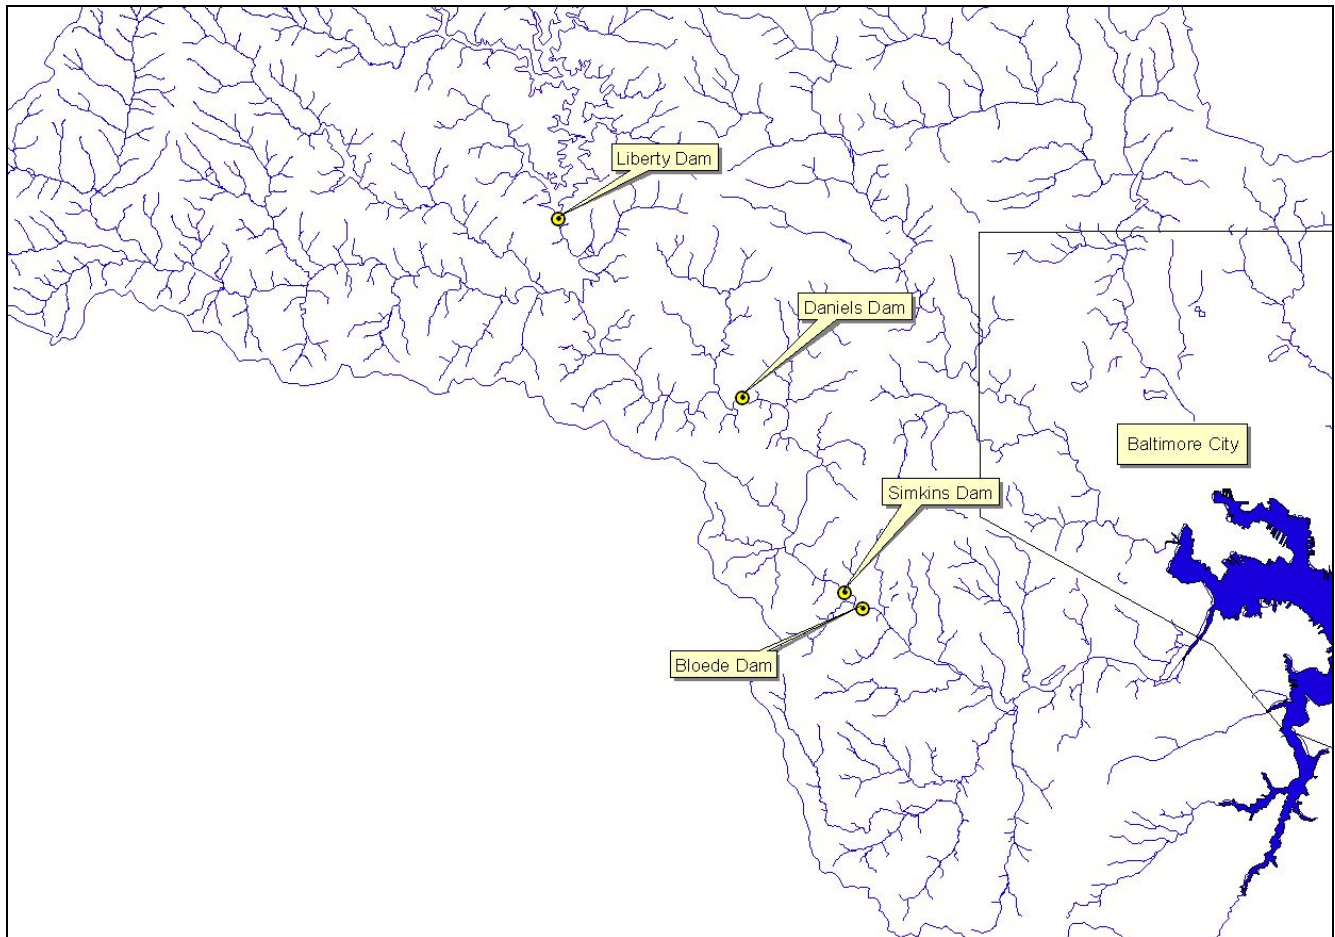 Liberty Dam
Daniels Dam
Baltimore City
Simkins Dam
Bloede Dam